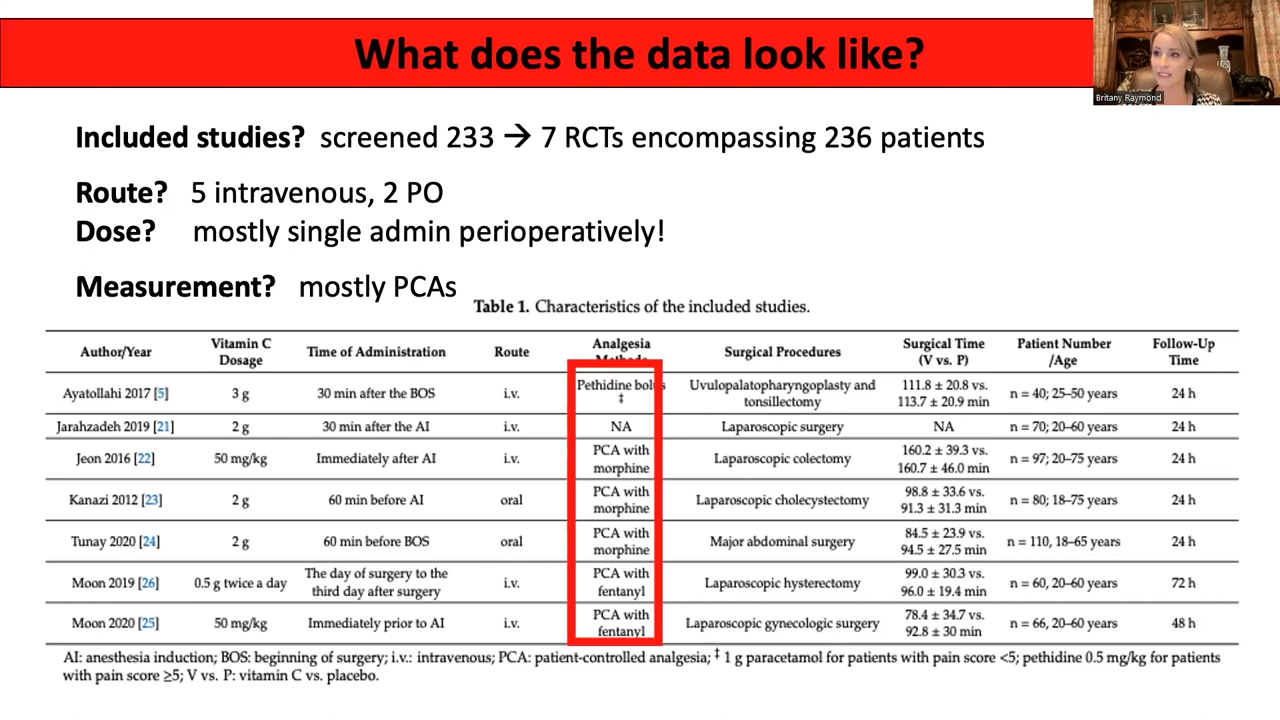 What does the data look like?
Britany Raymond
Included studies? screened 233 → 7 RCTs encompassing 236 patients
Route? 5 intravenous, 2 PO
Dose? mostly single admin perioperatively!
Measurement? mostly PCAs
Table 1. Characteristics of the included studies.
Author/Year Vitamin C Dosage Time of Administration Route Analgesia Methods Surgical Procedures Surgical Time (V vs. P) Patient Number /Age Follow-Up Time
Ayatollahi 2017 [5] 3 g 30 min after the BOS i.v. Pethidine bolus ‡ Uvulopalatopharyngoplasty and tonsillectomy 111.8 ± 20.8 vs. 113.7 ± 20.9 min n = 40; 25–50 years 24 h
Jarahzadeh 2019 [21] 2 g 30 min after the AI i.v. NA Laparoscopic surgery NA n = 70; 20–60 years 24 h
Jeon 2016 [22] 50 mg/kg Immediately after AI i.v. PCA with morphine Laparoscopic colectomy 160.2 ± 39.3 vs. 160.7 ± 46.0 min n = 97; 20–75 years 24 h
Kanazi 2012 [23] 2 g 60 min before AI oral PCA with morphine Laparoscopic cholecystectomy 98.8 ± 33.6 vs. 91.3 ± 31.3 min n = 80; 18–75 years 24 h
Tunay 2020 [24] 2 g 60 min before BOS oral PCA with morphine Major abdominal surgery 84.5 ± 23.9 vs. 94.5 ± 27.5 min n = 110, 18–65 years 24 h
Moon 2019 [26] 0.5 g twice a day The day of surgery to the third day after surgery i.v. PCA with fentanyl Laparoscopic hysterectomy 99.0 ± 30.3 vs. 96.0 ± 19.4 min n = 60, 20–60 years 72 h
Moon 2020 [25] 50 mg/kg Immediately prior to AI i.v. PCA with fentanyl Laparoscopic gynecologic surgery 78.4 ± 34.7 vs. 92.8 ± 30 min n = 66, 20–60 years 48 h
AI: anesthesia induction; BOS: beginning of surgery; i.v.: intravenous; PCA: patient-controlled analgesia; ‡ 1 g paracetamol for patients with pain score <5; pethidine 0.5 mg/kg for patients
with pain score ≥5; V vs. P: vitamin C vs. placebo.